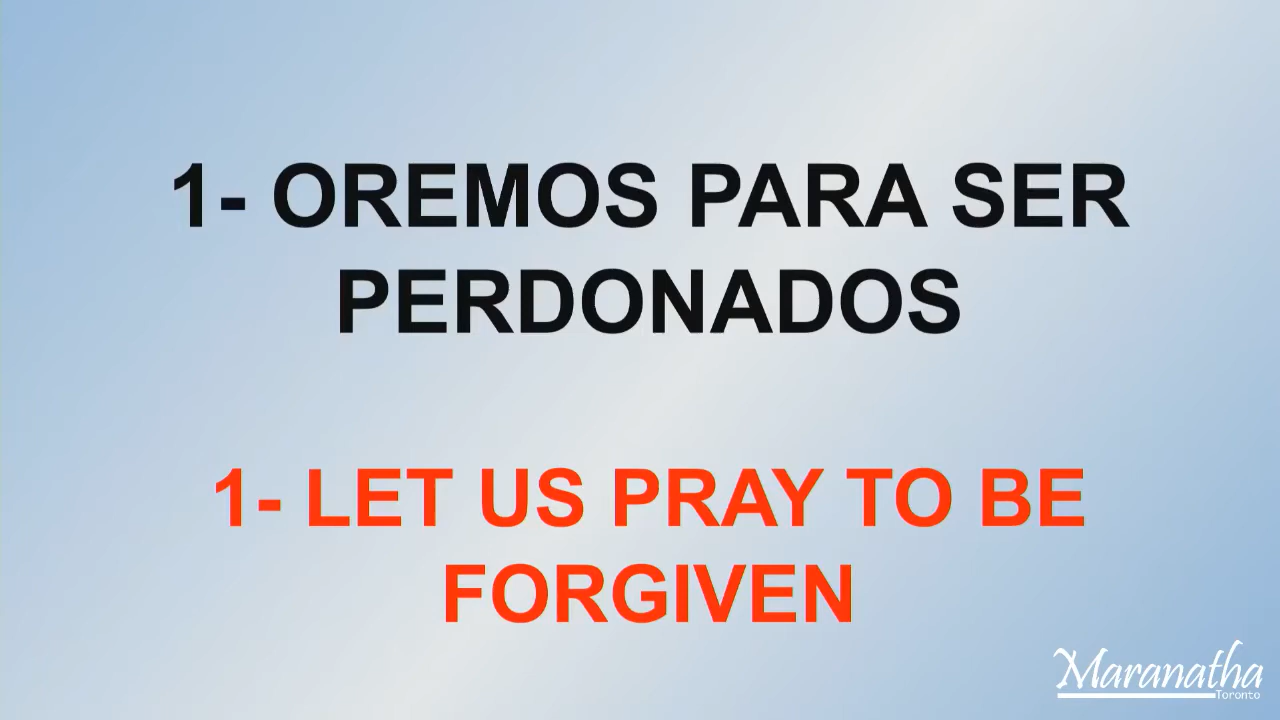 1- OREMOS PARA SER
PERDONADOS
1- LET US PRAY TO BE
FORGIVEN
Maranatha
Toronto